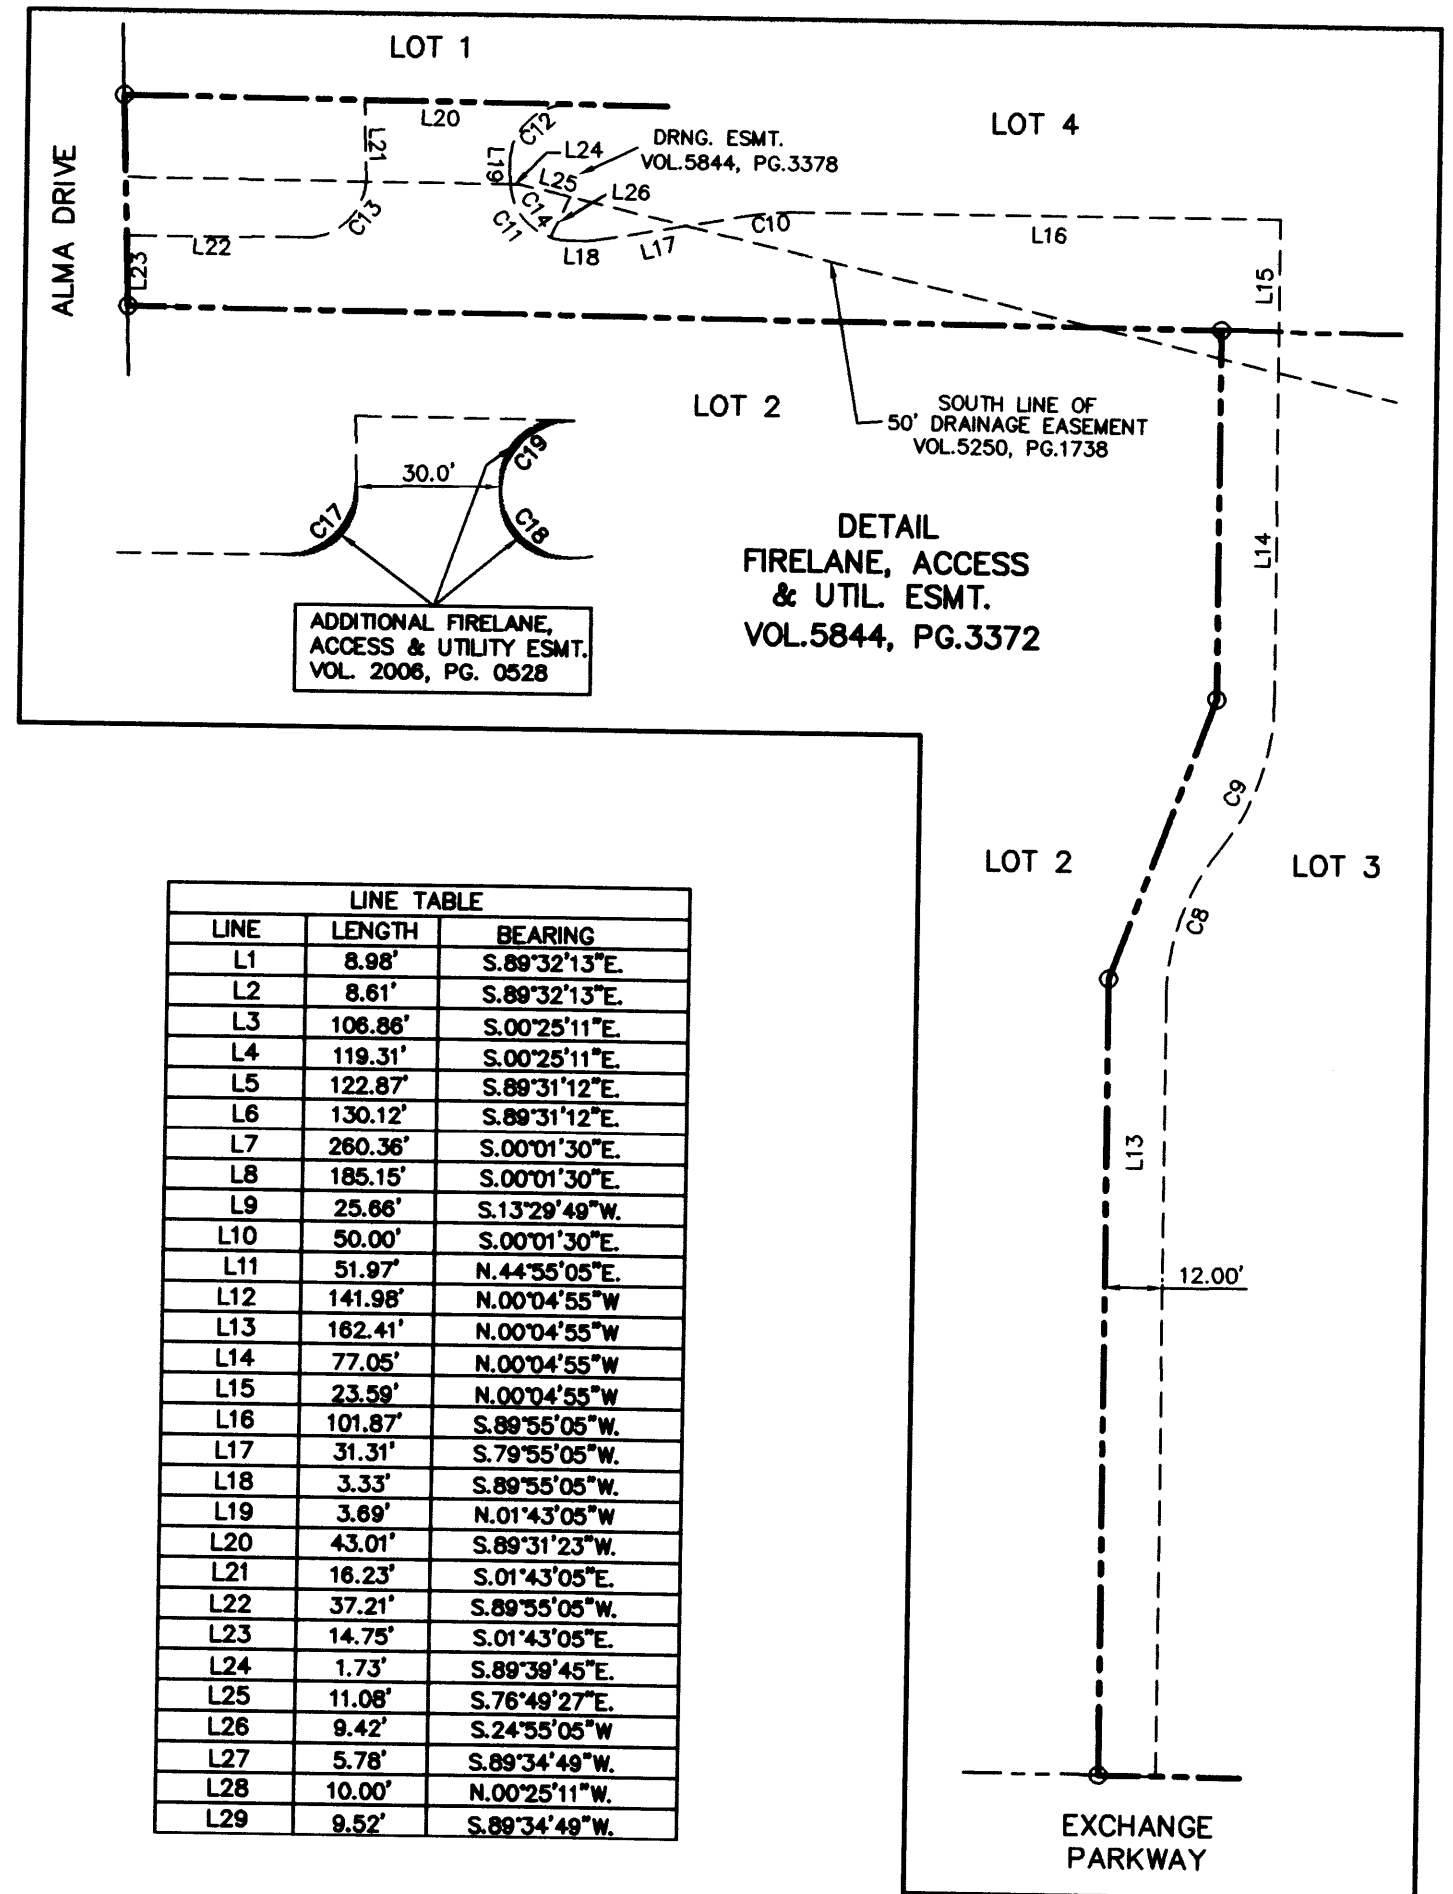 LOT 1
LOT 4
L20
C12
L21
L19
L24
DRNG. ESMT.
VOL.5844, PG.3378
L25
L26
C14
C13
C11
C10
L16
L22
L18
L17
L23
L15
ALMA DRIVE
LOT 2
SOUTH LINE OF
50' DRAINAGE EASEMENT
VOL.5250, PG.1738
30.0'
C19
C17
C18
L14
DETAIL
FIRELANE, ACCESS
& UTIL. ESMT.
VOL.5844, PG.3372
ADDITIONAL FIRELANE,
ACCESS & UTILITY ESMT.
VOL. 2006, PG. 0528
C9
LOT 2
LOT 3
C8
L13
12.00'
EXCHANGE
PARKWAY
LINE TABLE
LINE LENGTH BEARING
L1 8.98' S.89°32'13"E.
L2 8.61' S.89°32'13"E.
L3 106.86' S.00°25'11"E.
L4 119.31' S.00°25'11"E.
L5 122.87' S.89°31'12"E.
L6 130.12' S.89°31'12"E.
L7 260.36' S.00°01'30"E.
L8 185.15' S.00°01'30"E.
L9 25.66' S.13°29'49"W.
L10 50.00' S.00°01'30"E.
L11 51.97' N.44°55'05"E.
L12 141.98' N.00°04'55"W
L13 162.41' N.00°04'55"W
L14 77.05' N.00°04'55"W
L15 23.59' N.00°04'55"W
L16 101.87' S.89°55'05"W.
L17 31.31' S.79°55'05"W.
L18 3.33' S.89°55'05"W.
L19 3.69' N.01°43'05"W
L20 43.01' S.89°31'23"W.
L21 16.23' S.01°43'05"E.
L22 37.21' S.89°55'05"W.
L23 14.75' S.01°43'05"E.
L24 1.73' S.89°39'45"E.
L25 11.08' S.76°49'27"E.
L26 9.42' S.24°55'05"W
L27 5.78' S.89°34'49"W.
L28 10.00' N.00°25'11"W.
L29 9.52' S.89°34'49"W.